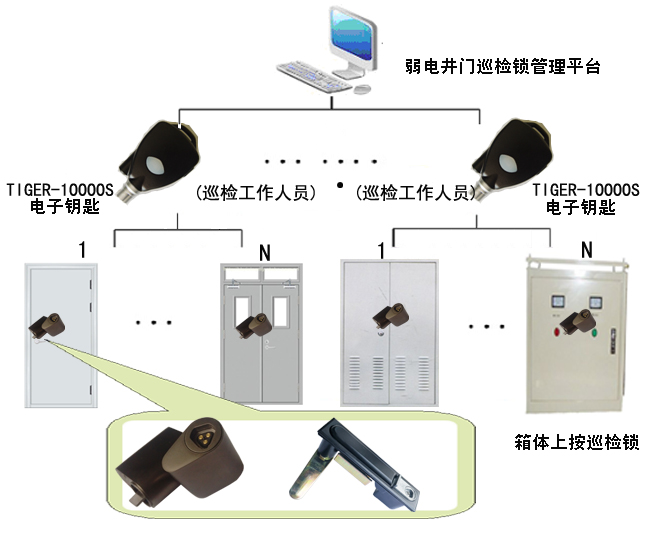 弱电井门巡检锁管理平台
TIGER-10000S
电子钥匙
(巡检工作人员)
(巡检工作人员)
TIGER-10000S
电子钥匙
1
N
1
N
箱体上按巡检锁